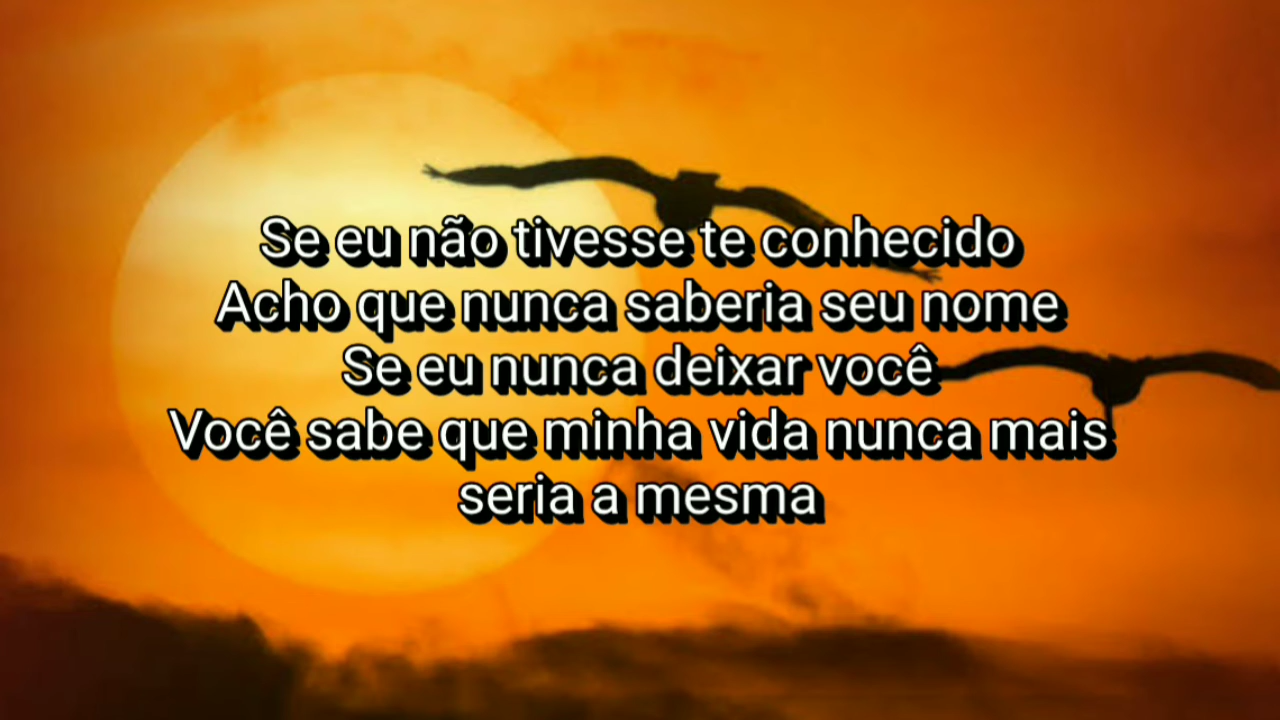 Se eu não tivesse te conhecido
Acho que nunca saberia seu nome
Se eu nunca deixar você
Você sabe que minha vida nunca mais
seria a mesma